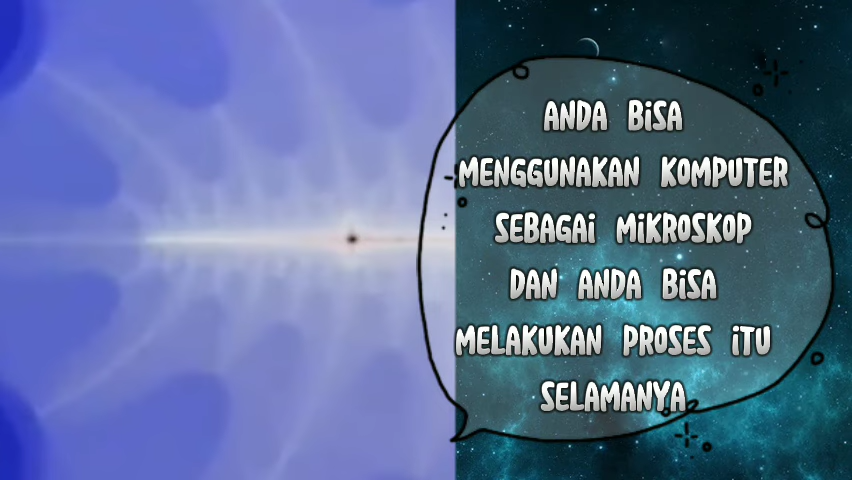 ANDA BISA
MENGGUNAKAN KOMPUTER
SEBAGAI MIKROSKOP
DAN ANDA BISA
MELAKUKAN PROSES ITU
SELAMANYA